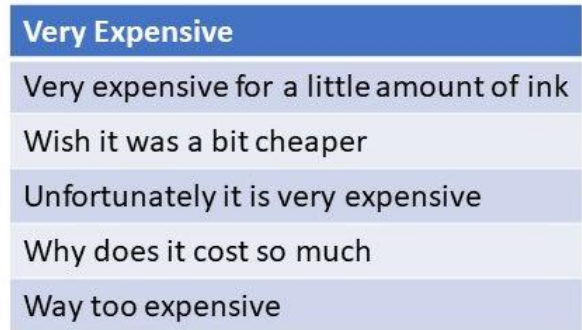 Very Expensive
Very expensive for a little amount of ink
Wish it was a bit cheaper
Unfortunately it is very expensive
Why does it cost so much
Way too expensive